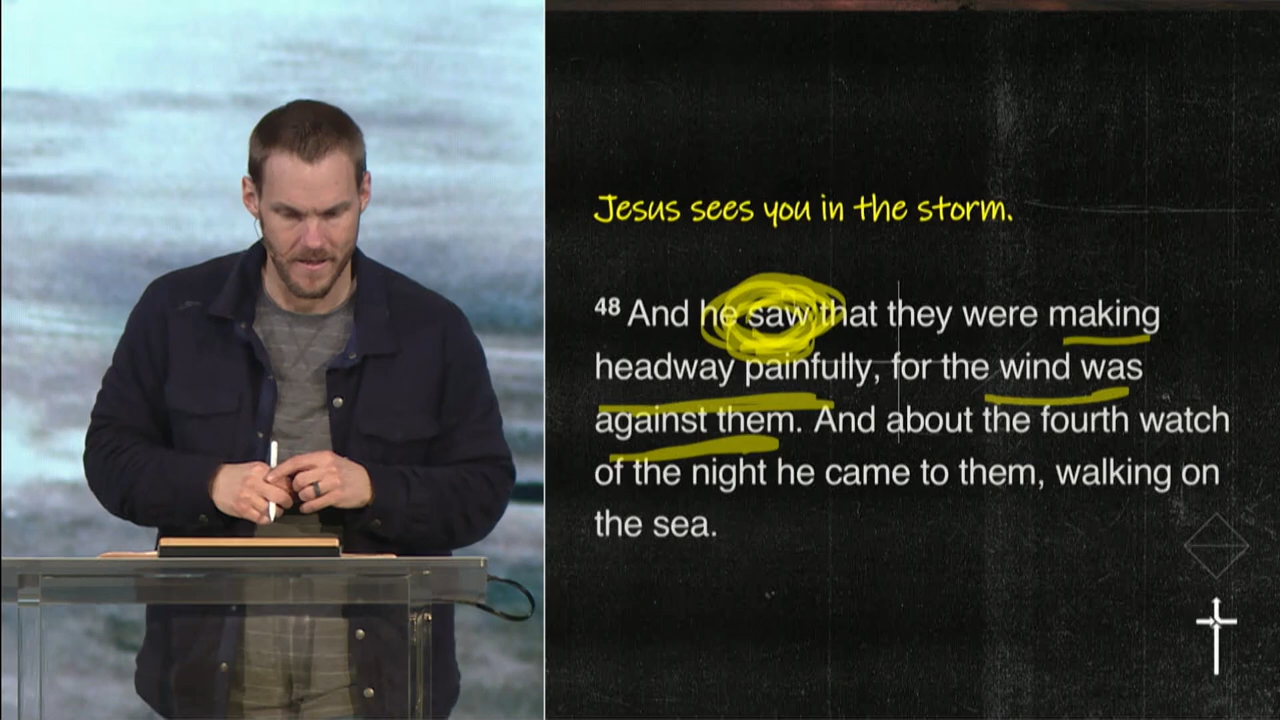 Jesus sees you in the storm.
48 And he saw that they were making
headway painfully, for the wind was
against them. And about the fourth watch
of the night he came to them, walking on
the sea.